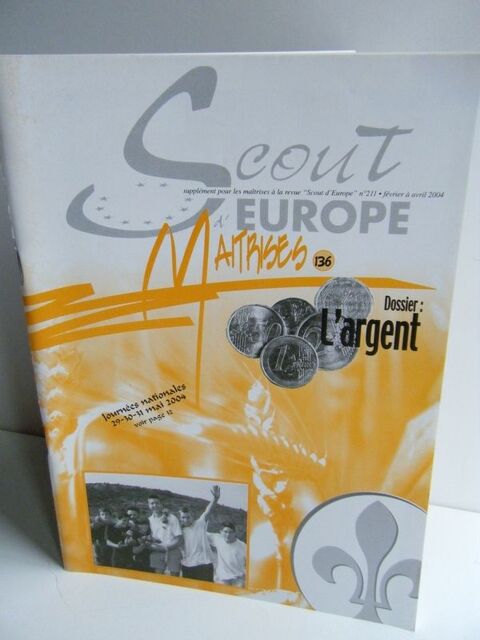 Scout
supplément pour les maîtrises à la revue "Scout d'Europe" n°211 • février à avril 2004
d'EUROPE
MAITRISES 136
Dossier :
L'argent
Journées nationales
29-30-31 mai 2004
voir page 12